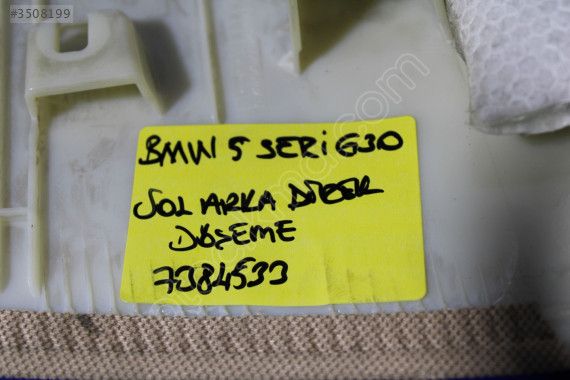 #3508199
BMW 5 SERİ G30
SOL ARKA DİREK
DÖŞEME
7384533